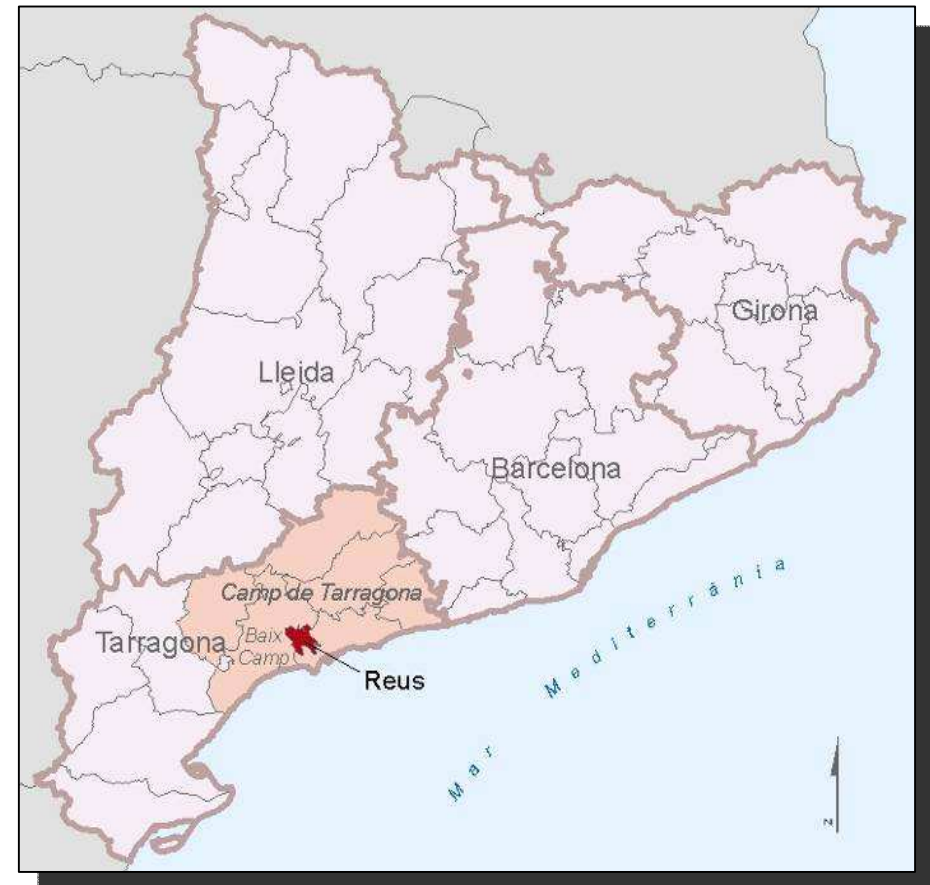 Girona
Lleida
Barcelona
Camp de Tarragona
Tarragona
Baix
Camp
Reus
Mar Mediterrània
N